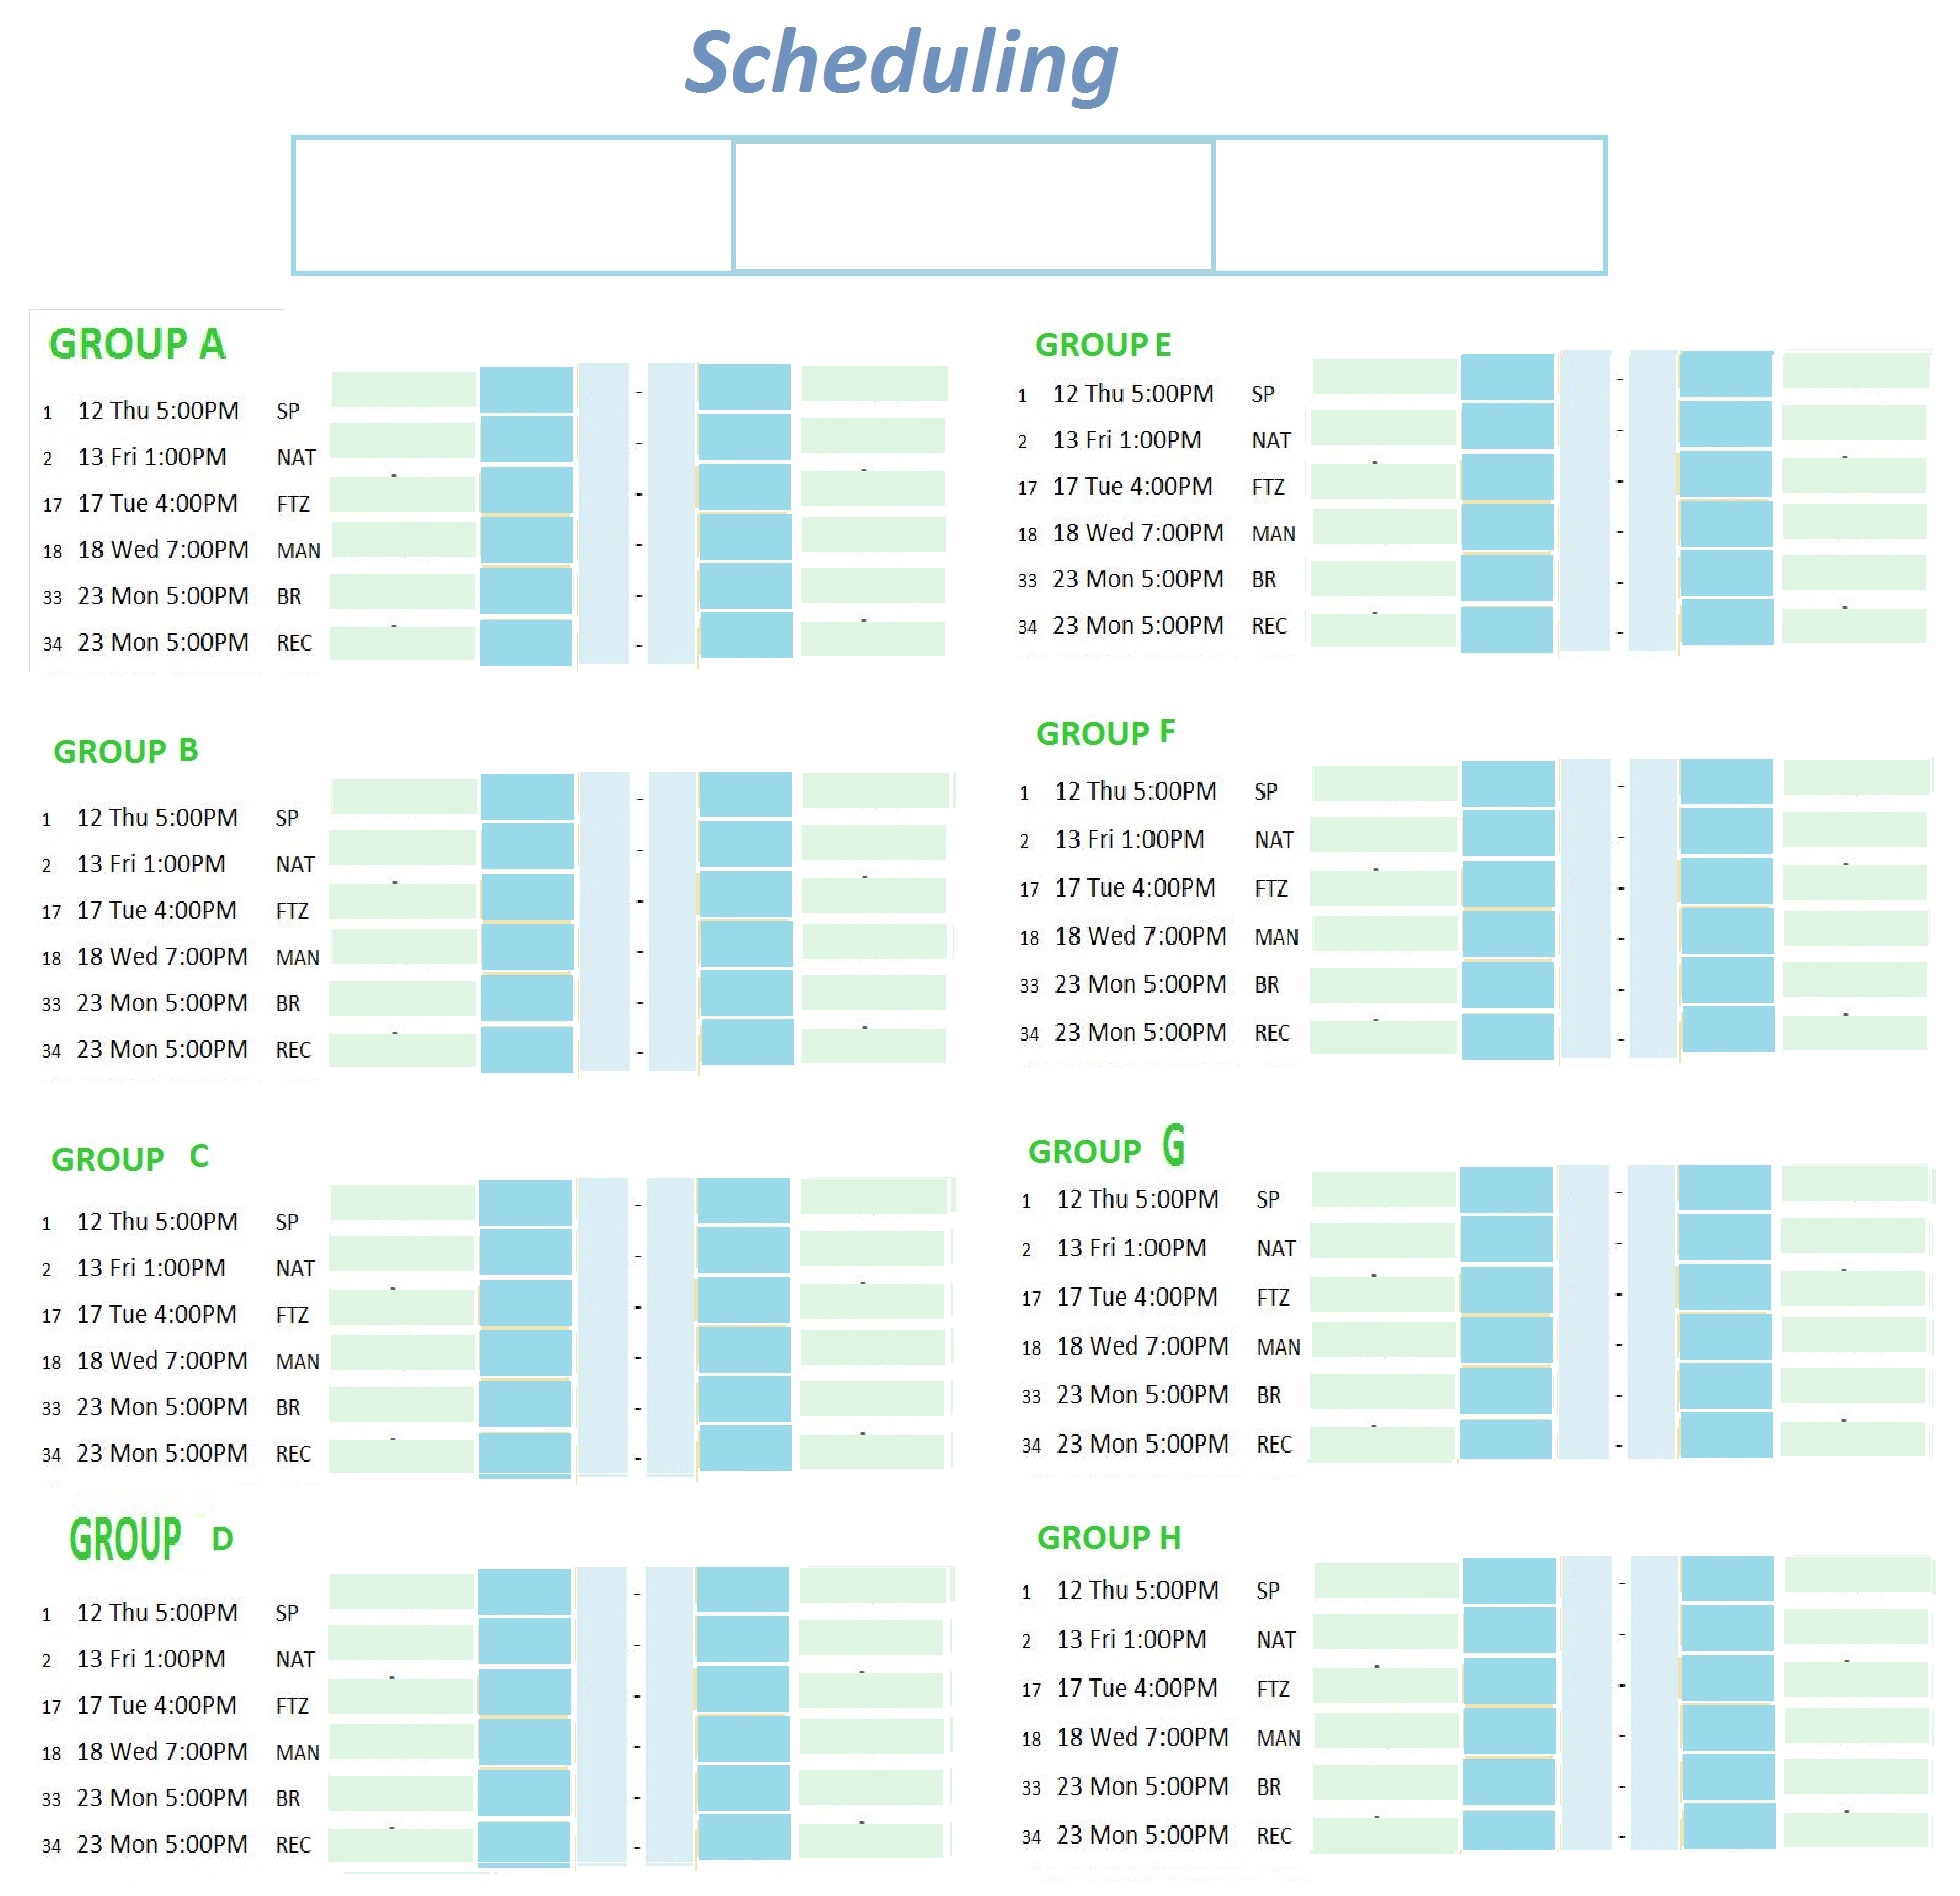 Scheduling
GROUP A
1 12 Thu 5:00PM SP -
2 13 Fri 1:00PM NAT -
17 17 Tue 4:00PM FTZ -
18 18 Wed 7:00PM MAN -
33 23 Mon 5:00PM BR -
34 23 Mon 5:00PM REC -
GROUP B
1 12 Thu 5:00PM SP -
2 13 Fri 1:00PM NAT -
17 17 Tue 4:00PM FTZ -
18 18 Wed 7:00PM MAN -
33 23 Mon 5:00PM BR -
34 23 Mon 5:00PM REC -
GROUP C
1 12 Thu 5:00PM SP -
2 13 Fri 1:00PM NAT -
17 17 Tue 4:00PM FTZ -
18 18 Wed 7:00PM MAN -
33 23 Mon 5:00PM BR -
34 23 Mon 5:00PM REC -
GROUP D
1 12 Thu 5:00PM SP -
2 13 Fri 1:00PM NAT -
17 17 Tue 4:00PM FTZ -
18 18 Wed 7:00PM MAN -
33 23 Mon 5:00PM BR -
34 23 Mon 5:00PM REC -
GROUP E
1 12 Thu 5:00PM SP -
2 13 Fri 1:00PM NAT -
17 17 Tue 4:00PM FTZ -
18 18 Wed 7:00PM MAN -
33 23 Mon 5:00PM BR -
34 23 Mon 5:00PM REC -
GROUP F
1 12 Thu 5:00PM SP -
2 13 Fri 1:00PM NAT -
17 17 Tue 4:00PM FTZ -
18 18 Wed 7:00PM MAN -
33 23 Mon 5:00PM BR -
34 23 Mon 5:00PM REC -
GROUP G
1 12 Thu 5:00PM SP -
2 13 Fri 1:00PM NAT -
17 17 Tue 4:00PM FTZ -
18 18 Wed 7:00PM MAN -
33 23 Mon 5:00PM BR -
34 23 Mon 5:00PM REC -
GROUP H
1 12 Thu 5:00PM SP -
2 13 Fri 1:00PM NAT -
17 17 Tue 4:00PM FTZ -
18 18 Wed 7:00PM MAN -
33 23 Mon 5:00PM BR -
34 23 Mon 5:00PM REC -